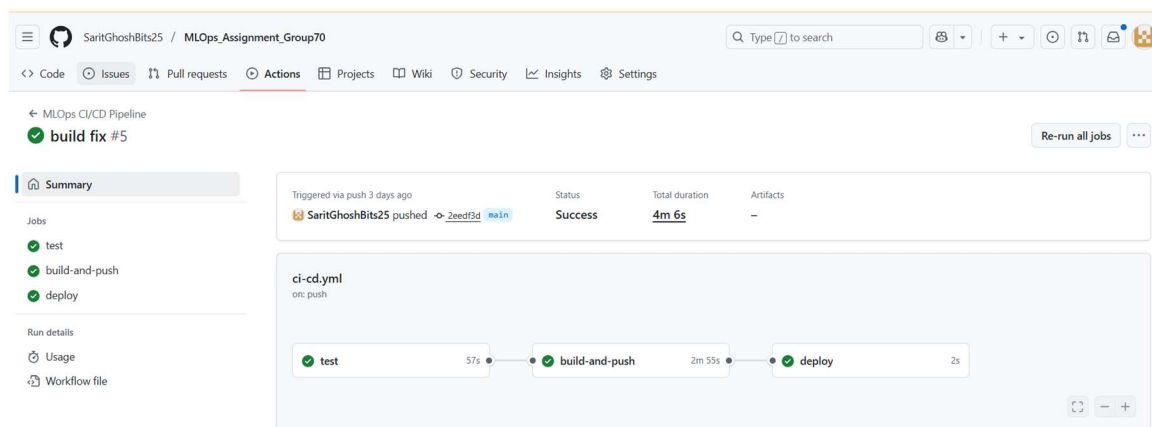 SaritGhoshBits25 / MLOps_Assignment_Group70
Type / to search
Code Issues Pull requests Actions Projects Wiki Security Insights Settings
MLOps CI/CD Pipeline
build fix #5
Re-run all jobs
Summary
Jobs
test
build-and-push
deploy
Run details
Usage
Workflow file
Triggered via push 3 days ago
SaritGhoshBits25 pushed 2eedf3d main
Status
Success
Total duration
4m 6s
Artifacts
–
ci-cd.yml
on: push
test 57s
build-and-push 2m 55s
deploy 2s